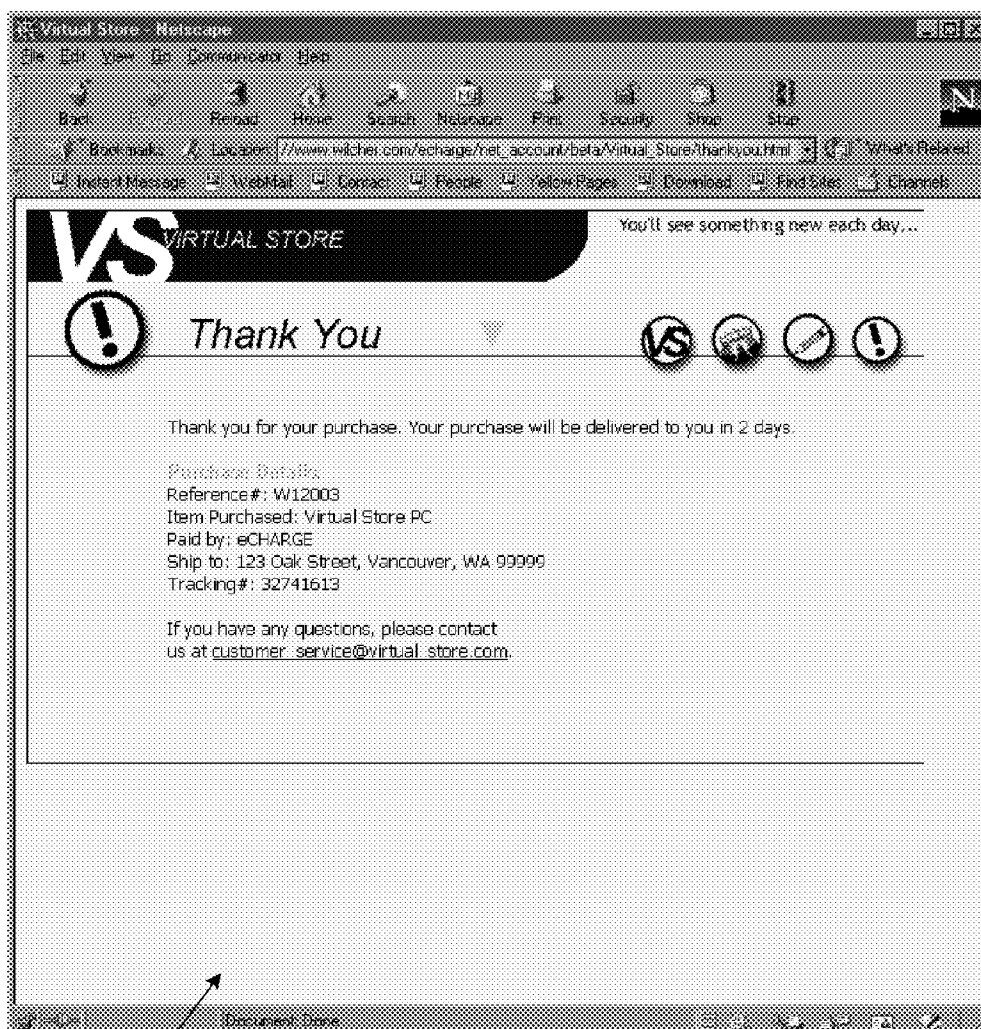 Virtual Store - Netscape
File Edit View Go Communicator Help
Back Reload Home Search Netscape Print Security Shop Stop
N
Bookmarks Location //www.wilcher.com/echarge/net_account/beta/Virtual_Store/thankyou.html What's Related
Instant Message WebMail Contact People Yellow Pages Download Find Sites Channels
VS VIRTUAL STORE
You'll see something new each day...
! Thank You
VS !
Thank you for your purchase. Your purchase will be delivered to you in 2 days.
Purchase Details
Reference#: W12003
Item Purchased: Virtual Store PC
Paid by: eCHARGE
Ship to: 123 Oak Street, Vancouver, WA 99999
Tracking#: 32741613
If you have any questions, please contact
us at customer_service@virtual_store.com.
Document Done